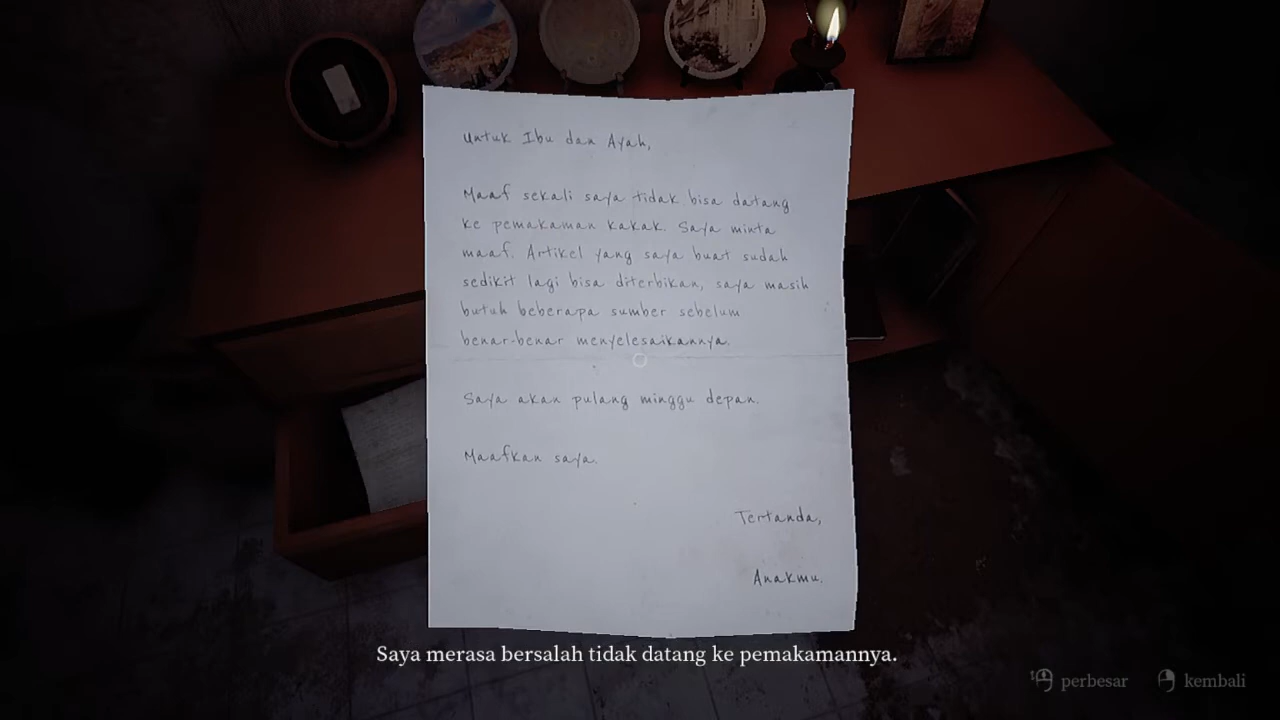 Untuk Ibu dan Ayah,
Maaf sekali saya tidak bisa datang
ke pemakaman kakak. Saya minta
maaf. Artikel yang saya buat sudah
sedikit lagi bisa diterbikan, saya masih
butuh beberapa sumber sebelum
benar-benar menyelesaikannya.
Saya akan pulang minggu depan.
Maafkan saya.
Tertanda,
Anakmu.
Saya merasa bersalah tidak datang ke pemakamannya.
perbesar
kembali